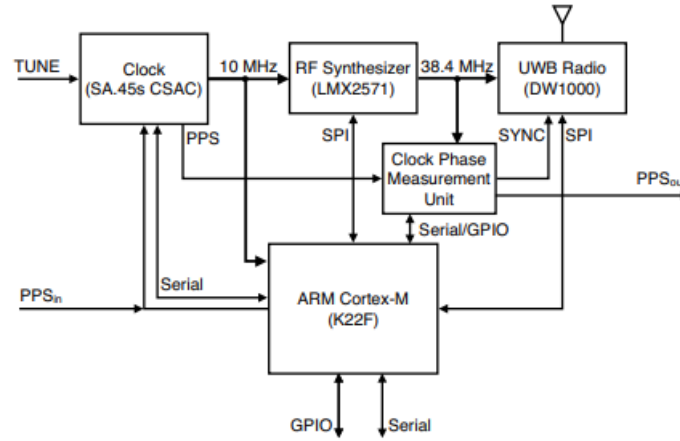 TUNE
Clock
(SA.45s CSAC)
10 MHz
RF Synthesizer
(LMX2571)
38.4 MHz
UWB Radio
(DW1000)
PPS
SPI
SYNC
SPI
Clock Phase
Measurement
Unit
PPSou
Serial/GPIO
Serial
PPSin
ARM Cortex-M
(K22F)
GPIO
Serial